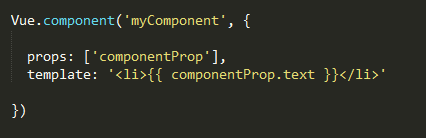 Vue.component('myComponent', {
props: ['componentProp'],
template: '<li>{{ componentProp.text }}</li>'
})